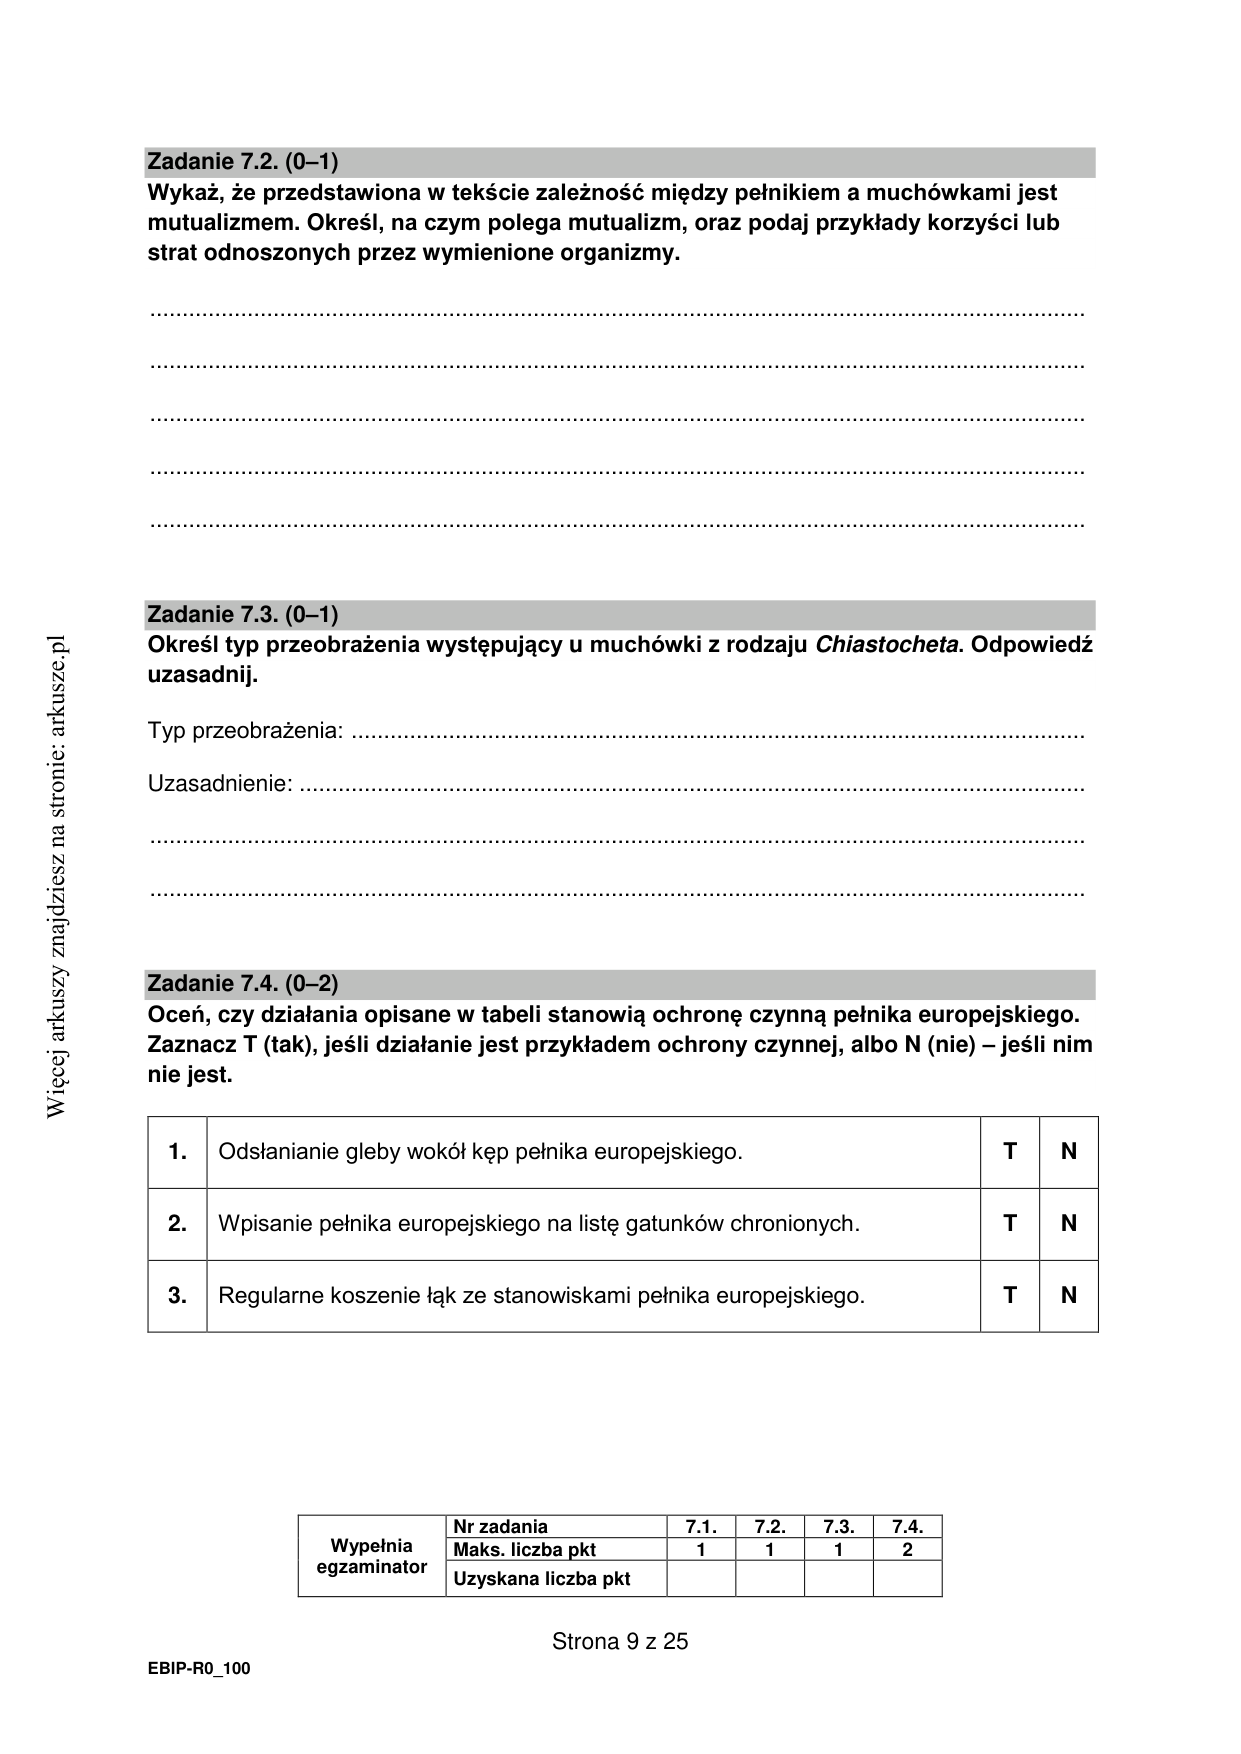 Zadanie 7.2. (0–1)
Wykaż, że przedstawiona w tekście zależność między pełnikiem a muchówkami jest
mutualizmem. Określ, na czym polega mutualizm, oraz podaj przykłady korzyści lub
strat odnoszonych przez wymienione organizmy.
Zadanie 7.3. (0–1)
Określ typ przeobrażenia występujący u muchówki z rodzaju Chiastocheta. Odpowiedź
uzasadnij.
Typ przeobrażenia: ........................................................................
Uzasadnienie: ........................................................................
Zadanie 7.4. (0–2)
Oceń, czy działania opisane w tabeli stanowią ochronę czynną pełnika europejskiego.
Zaznacz T (tak), jeśli działanie jest przykładem ochrony czynnej, albo N (nie) – jeśli nim
nie jest.
1. Odsłanianie gleby wokół kęp pełnika europejskiego. T N
2. Wpisanie pełnika europejskiego na listę gatunków chronionych. T N
3. Regularne koszenie łąk ze stanowiskami pełnika europejskiego. T N
Wypełnia
egzaminator
Nr zadania 7.1. 7.2. 7.3. 7.4.
Maks. liczba pkt 1 1 1 2
Uzyskana liczba pkt
Strona 9 z 25
EBIP-R0_100
Więcej arkuszy znajdziesz na stronie: arkusze.pl